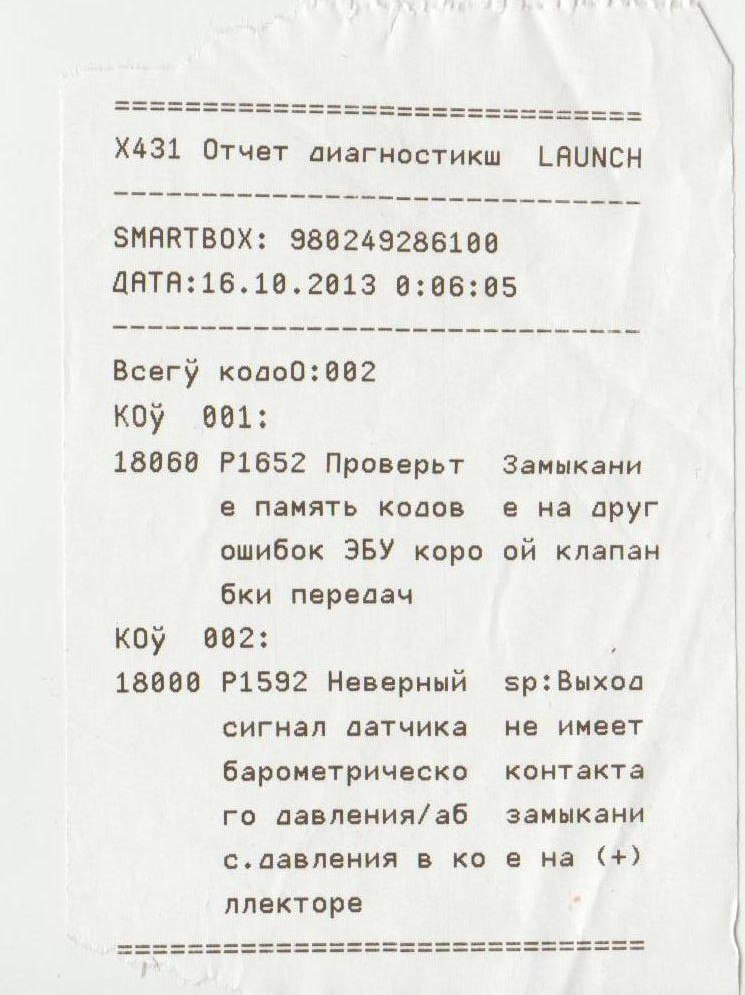 ==============================
X431 Отчет диагностикш LAUNCH
------------------------------
SMARTBOX: 980249286100
ДАТА:16.10.2013 0:06:05
------------------------------
Всегў кодоО:002
КОў 001:
18060 P1652 Проверьт Замыкани
е память кодов е на друг
ошибок ЭБУ коро ой клапан
бки передач
КОў 002:
18000 P1592 Неверный sp:Выход
сигнал датчика не имеет
барометрическо контакта
го давления/аб замыкани
с.давления в ко е на (+)
ллекторе
==============================